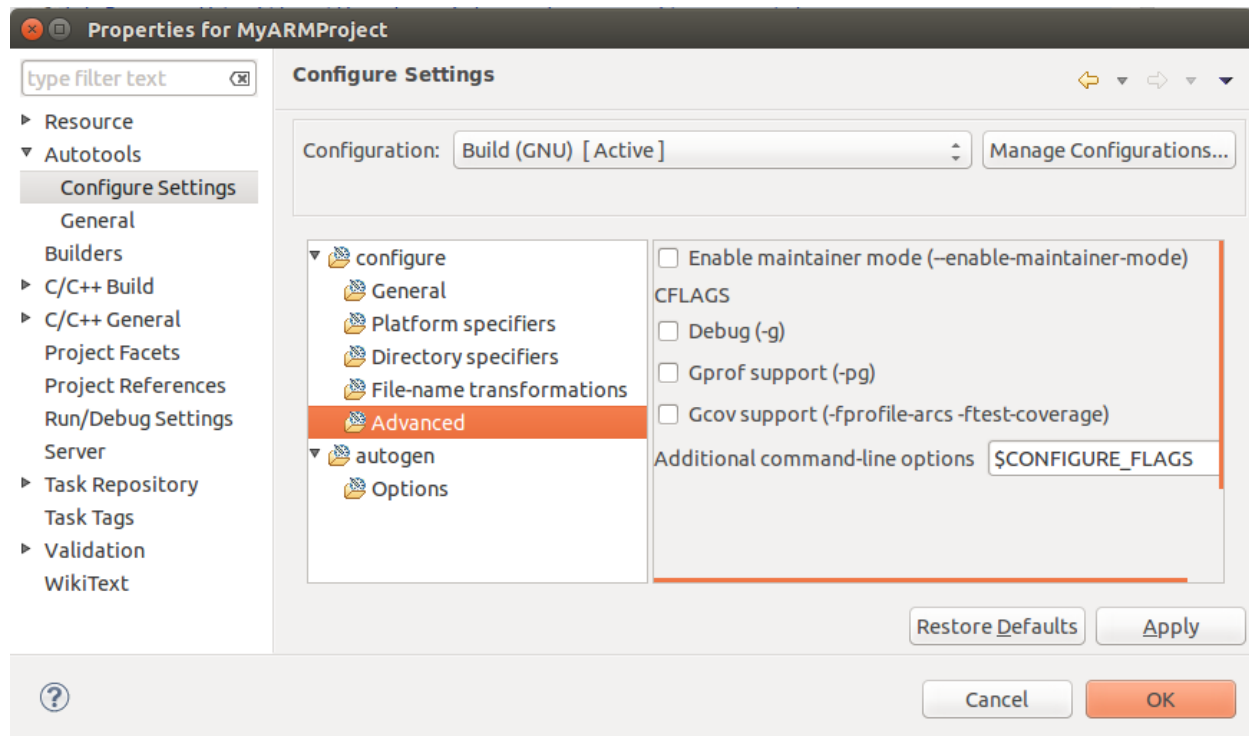 Properties for MyARMProject
type filter text
Resource
Autotools
Configure Settings
General
Builders
C/C++ Build
C/C++ General
Project Facets
Project References
Run/Debug Settings
Server
Task Repository
Task Tags
Validation
WikiText
Configure Settings
Configuration: Build (GNU) [ Active ] Manage Configurations...
configure
General
Platform specifiers
Directory specifiers
File-name transformations
Advanced
autogen
Options
Enable maintainer mode (--enable-maintainer-mode)
CFLAGS
Debug (-g)
Gprof support (-pg)
Gcov support (-fprofile-arcs -ftest-coverage)
Additional command-line options $CONFIGURE_FLAGS
Restore Defaults Apply
? Cancel OK